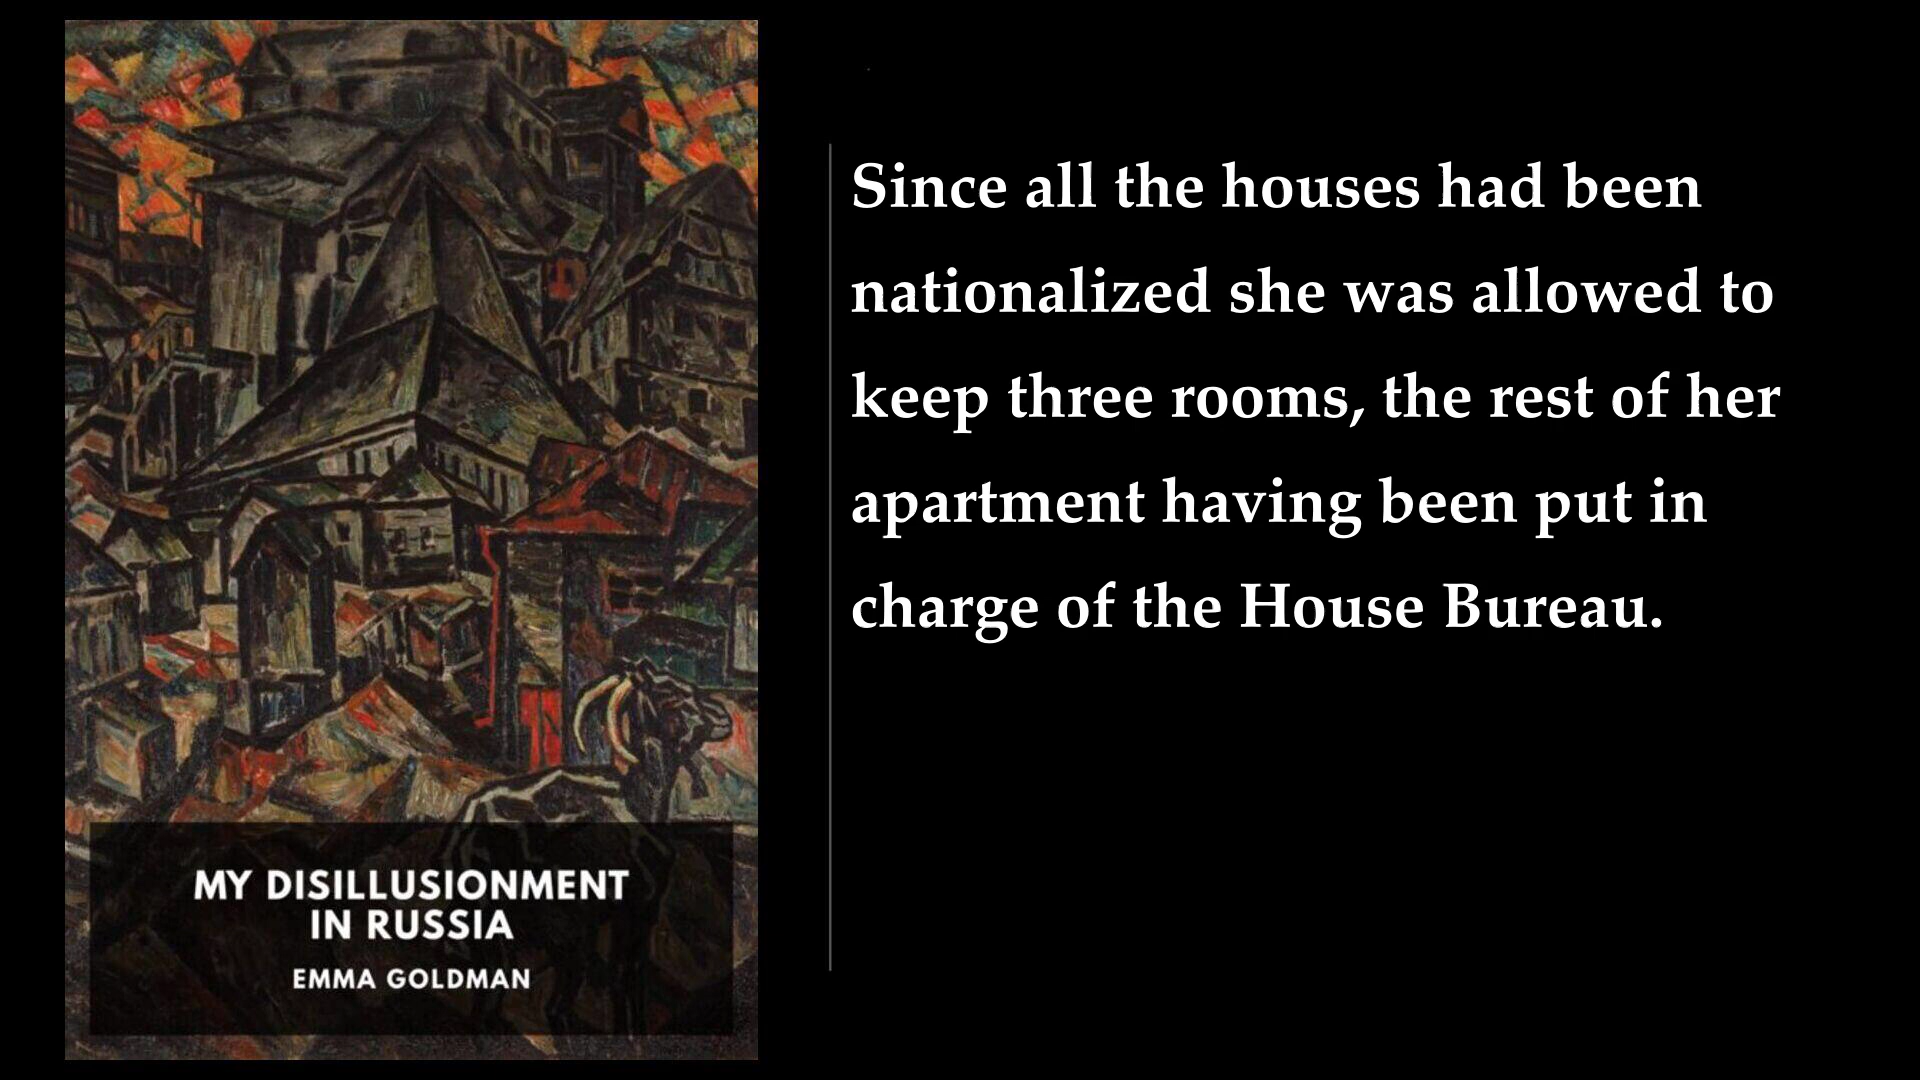 MY DISILLUSIONMENT
IN RUSSIA
EMMA GOLDMAN
Since all the houses had been
nationalized she was allowed to
keep three rooms, the rest of her
apartment having been put in
charge of the House Bureau.